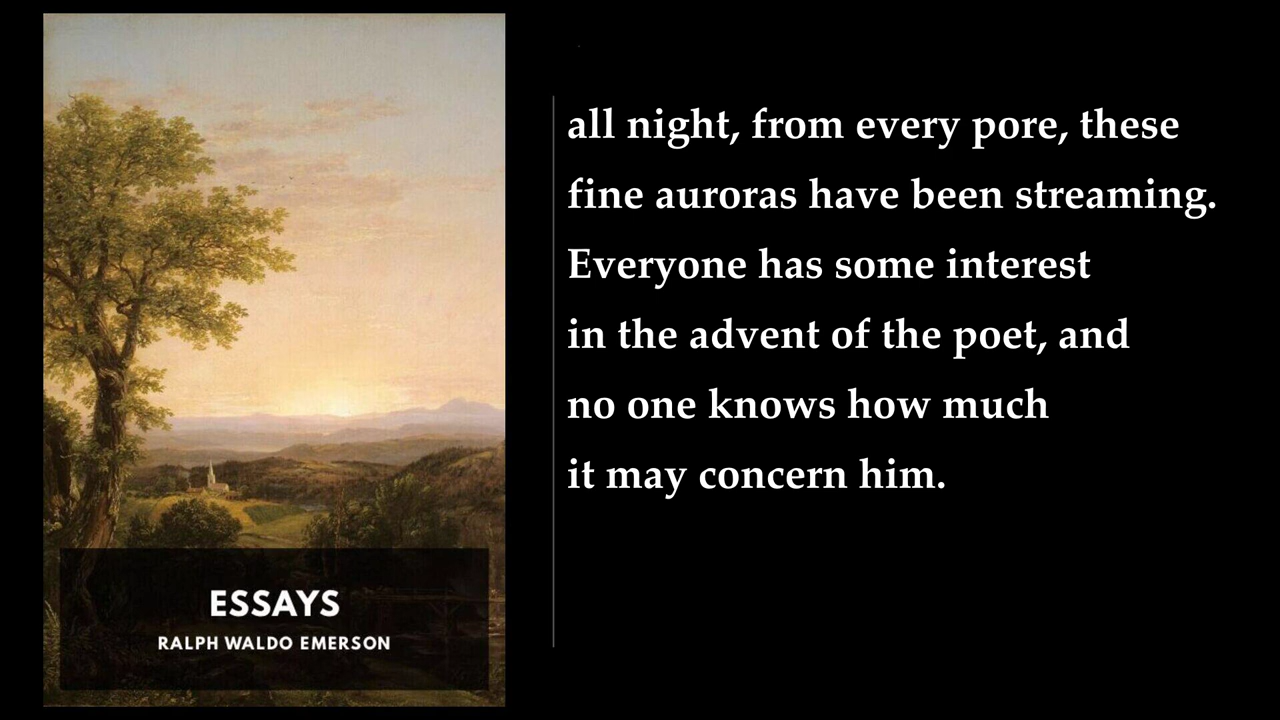 all night, from every pore, these
fine auroras have been streaming.
Everyone has some interest
in the advent of the poet, and
no one knows how much
it may concern him.
ESSAYS
RALPH WALDO EMERSON